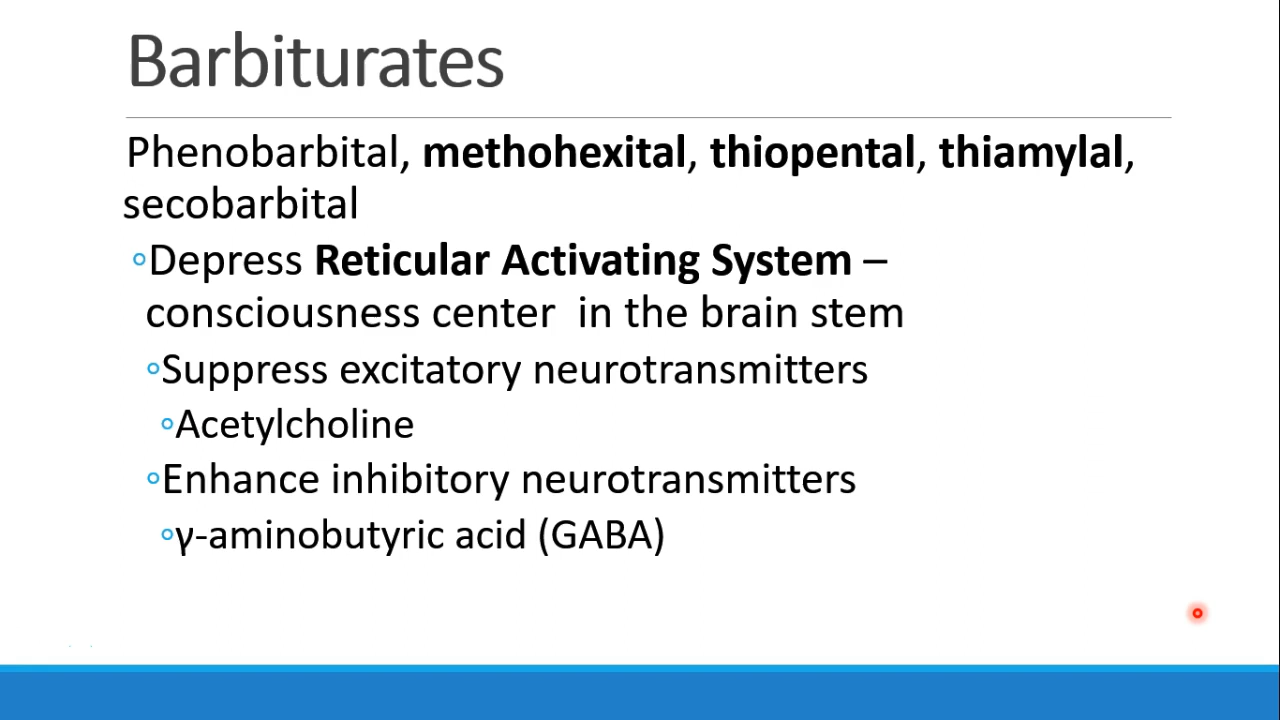 Barbiturates
Phenobarbital, methohexital, thiopental, thiamylal,
secobarbital
◦Depress Reticular Activating System –
consciousness center  in the brain stem
◦Suppress excitatory neurotransmitters
◦Acetylcholine
◦Enhance inhibitory neurotransmitters
◦γ-aminobutyric acid (GABA)